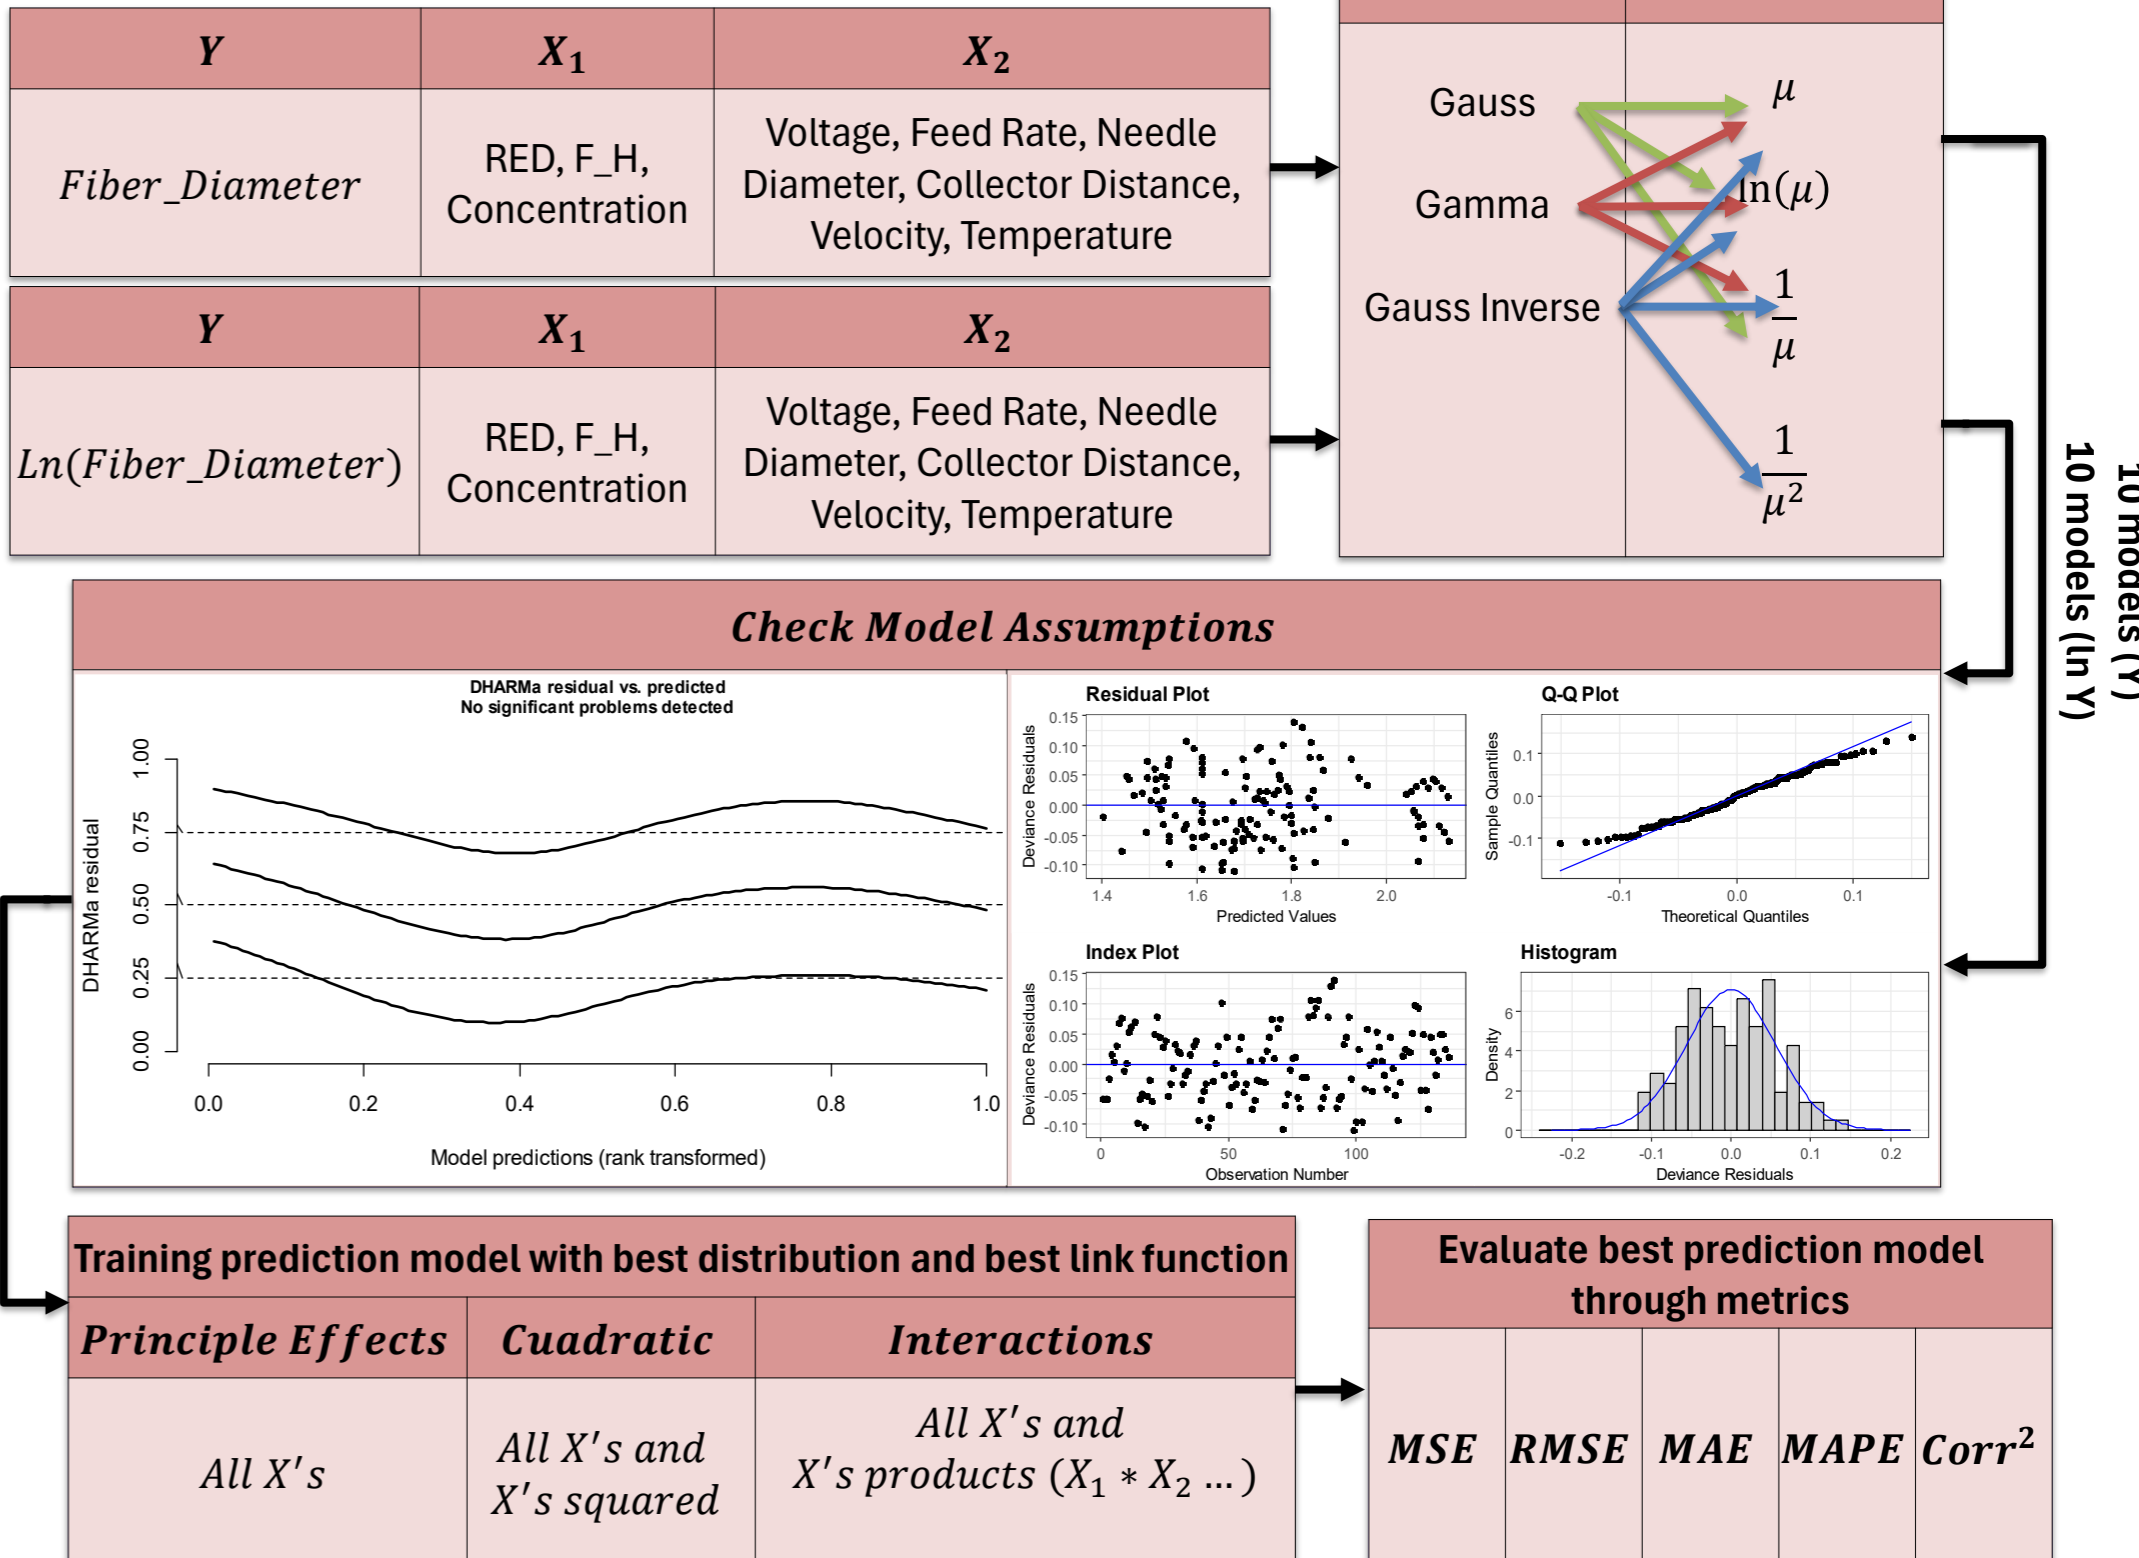 Y
X₁
X₂
Fiber_Diameter
RED, F_H,
Concentration
Voltage, Feed Rate, Needle
Diameter, Collector Distance,
Velocity, Temperature
Y
X₁
X₂
Ln(Fiber_Diameter)
RED, F_H,
Concentration
Voltage, Feed Rate, Needle
Diameter, Collector Distance,
Velocity, Temperature
Gauss
Gamma
Gauss Inverse
μ
ln(μ)
1
μ
1
μ²
10 models (Y)
10 models (ln Y)
Check Model Assumptions
DHARMa residual vs. predicted
No significant problems detected
DHARMa residual
1.00
0.75
0.50
0.25
0.00
0.0 0.2 0.4 0.6 0.8 1.0
Model predictions (rank transformed)
Residual Plot
Deviance Residuals
0.15
0.10
0.05
0.00
-0.05
-0.10
1.4 1.6 1.8 2.0
Predicted Values
Q-Q Plot
Sample Quantiles
0.1
0.0
-0.1
-0.1 0.0 0.1
Theoretical Quantiles
Index Plot
Deviance Residuals
0.15
0.10
0.05
0.00
-0.05
-0.10
0 50 100
Observation Number
Histogram
Density
6
4
2
0
-0.2 -0.1 0.0 0.1 0.2
Deviance Residuals
Training prediction model with best distribution and best link function
Principle Effects
Cuadratic
Interactions
All X's
All X's and
X's squared
All X's and
X's products (X₁ * X₂ ...)
Evaluate best prediction model
through metrics
MSE
RMSE
MAE
MAPE
Corr²